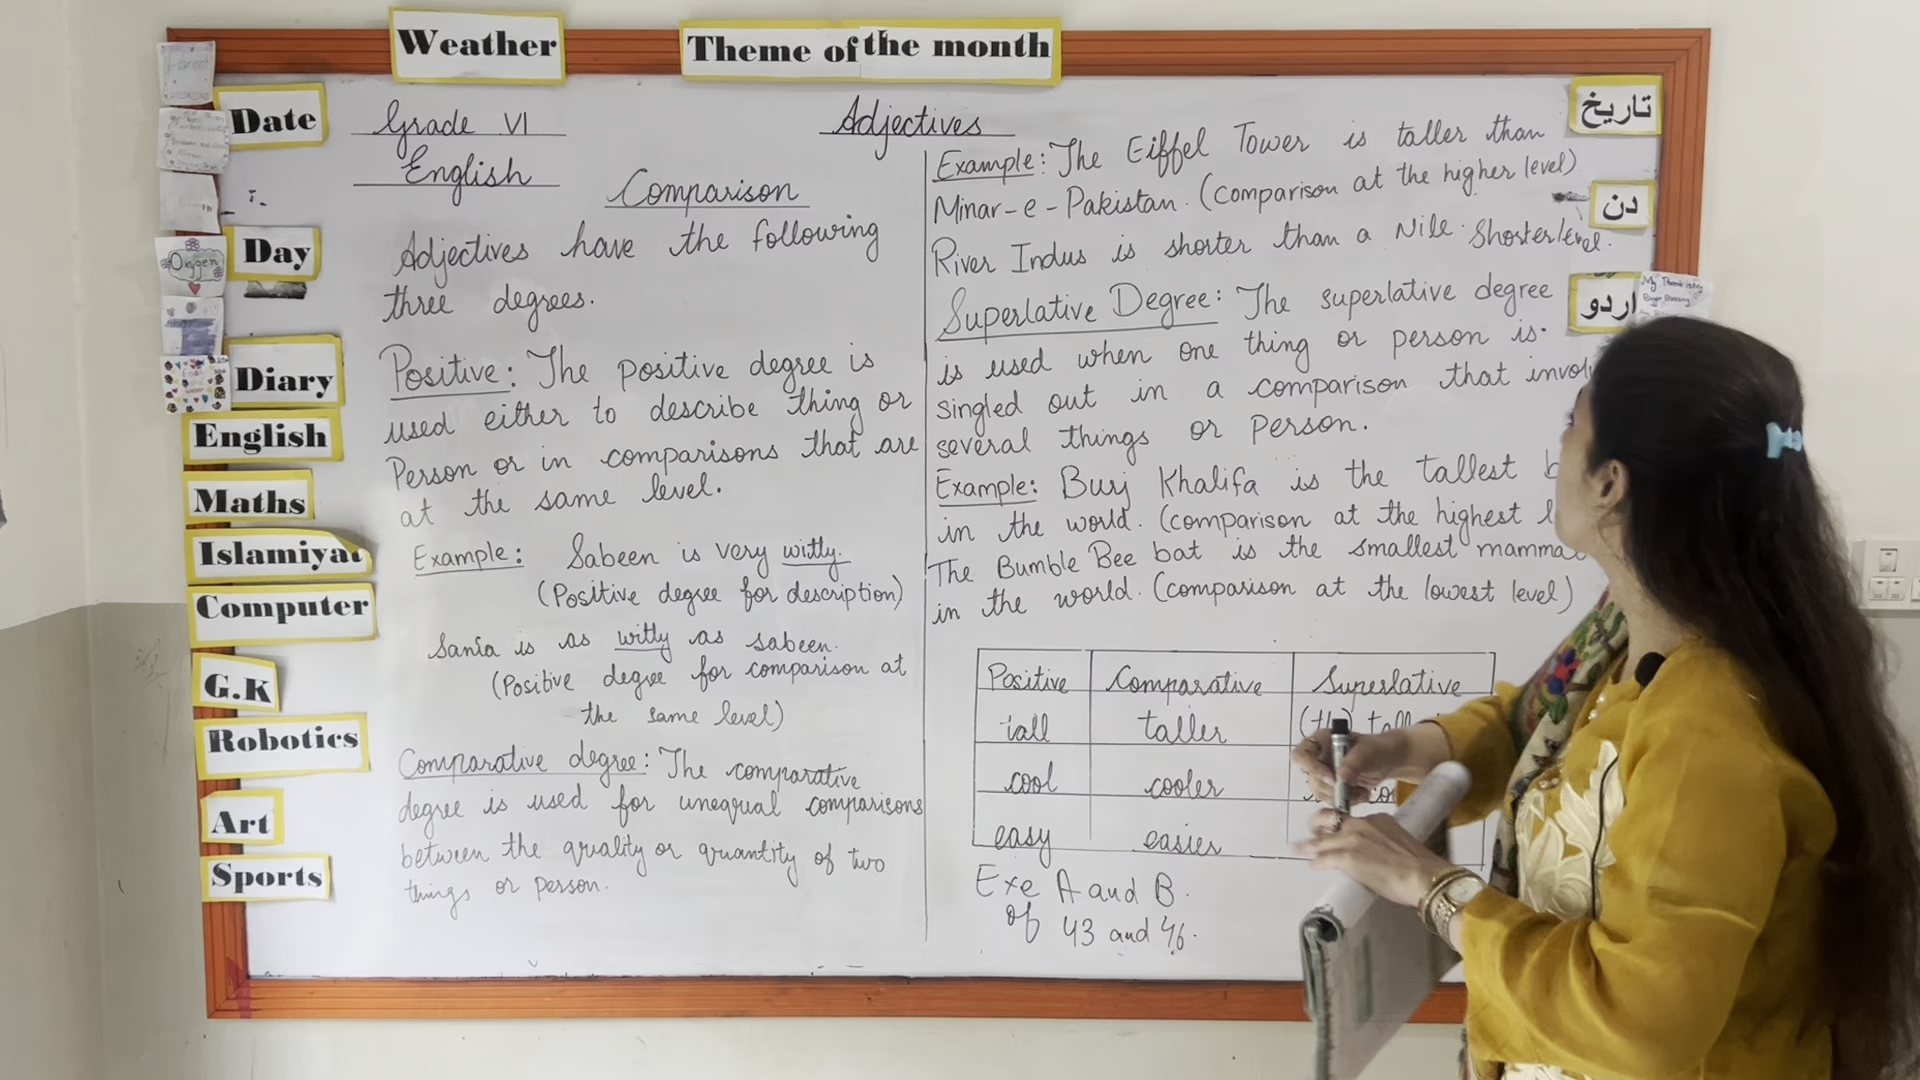 Weather
Theme of the month
Date
Day
Diary
English
Maths
Islamiyat
Computer
G.K
Robotics
Art
Sports
Oxygen
Grade VI
English
Adjectives
Comparison
Adjectives have the following
three degrees.
Positive: The positive degree is
used either to describe thing or
Person or in comparisons that are
at the same level.
Example: Sabeen is very witty.
(Positive degree for description)
Sania is as witty as sabeen.
(Positive degree for comparison at
the same level)
Comparative degree: The comparative
degree is used for unequal comparisons
between the quality or quantity of two
things or person.
Example: The Eiffel Tower is taller than
Minar-e-Pakistan. (Comparison at the higher level)
River Indus is shorter than a Nile. Shorter level.
Superlative Degree: The superlative degree
is used when one thing or person is
singled out in a comparison that invol
several things or Person.
Example: Burj Khalifa is the tallest b
in the world. (comparison at the highest l
The Bumble Bee bat is the smallest mamma
in the world. (comparison at the lowest level)
Positive Comparative Superlative
tall taller (the) tall
cool cooler coo
easy easier
Exe A and B.
of 43 and 46.
تاریخ
دن
اردو